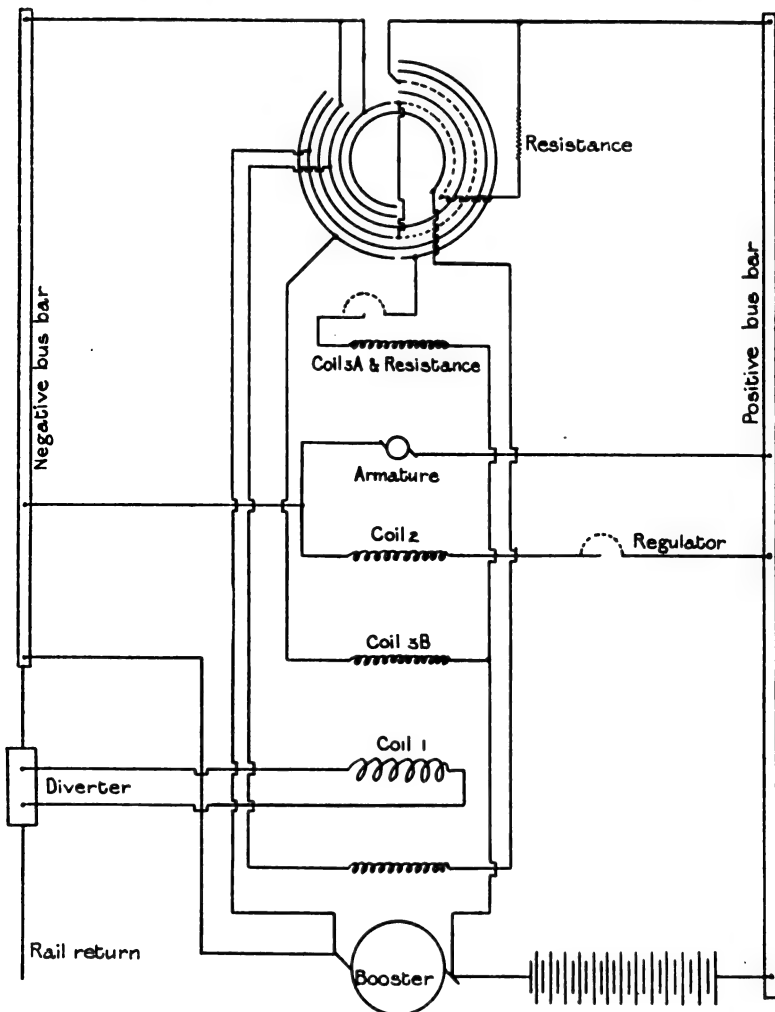 Resistance
Negative bus bar
Positive bus bar
Coil 3A & Resistance
Armature
Coil 2
Regulator
Coil 3B
Coil 1
Diverter
Rail return
Booster